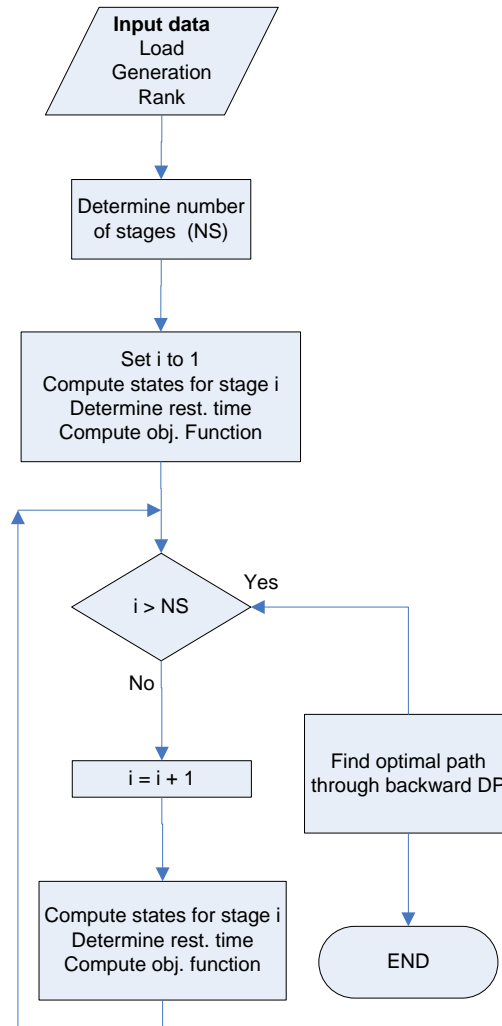 Input data
Load
Generation
Rank
Determine number
of stages (NS)
Set i to 1
Compute states for stage i
Determine rest. time
Compute obj. Function
Yes
i > NS
No
i = i + 1
Find optimal path
through backward DP
Compute states for stage i
Determine rest. time
Compute obj. function
END